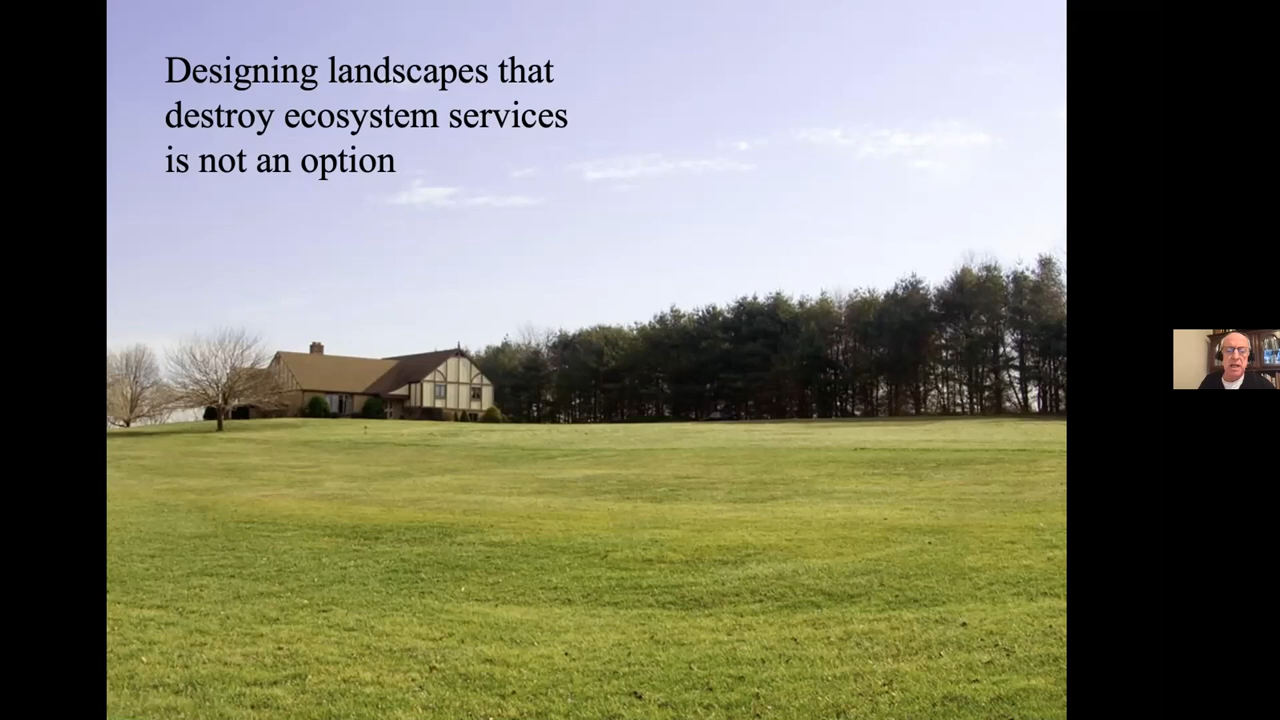 Designing landscapes that
destroy ecosystem services
is not an option